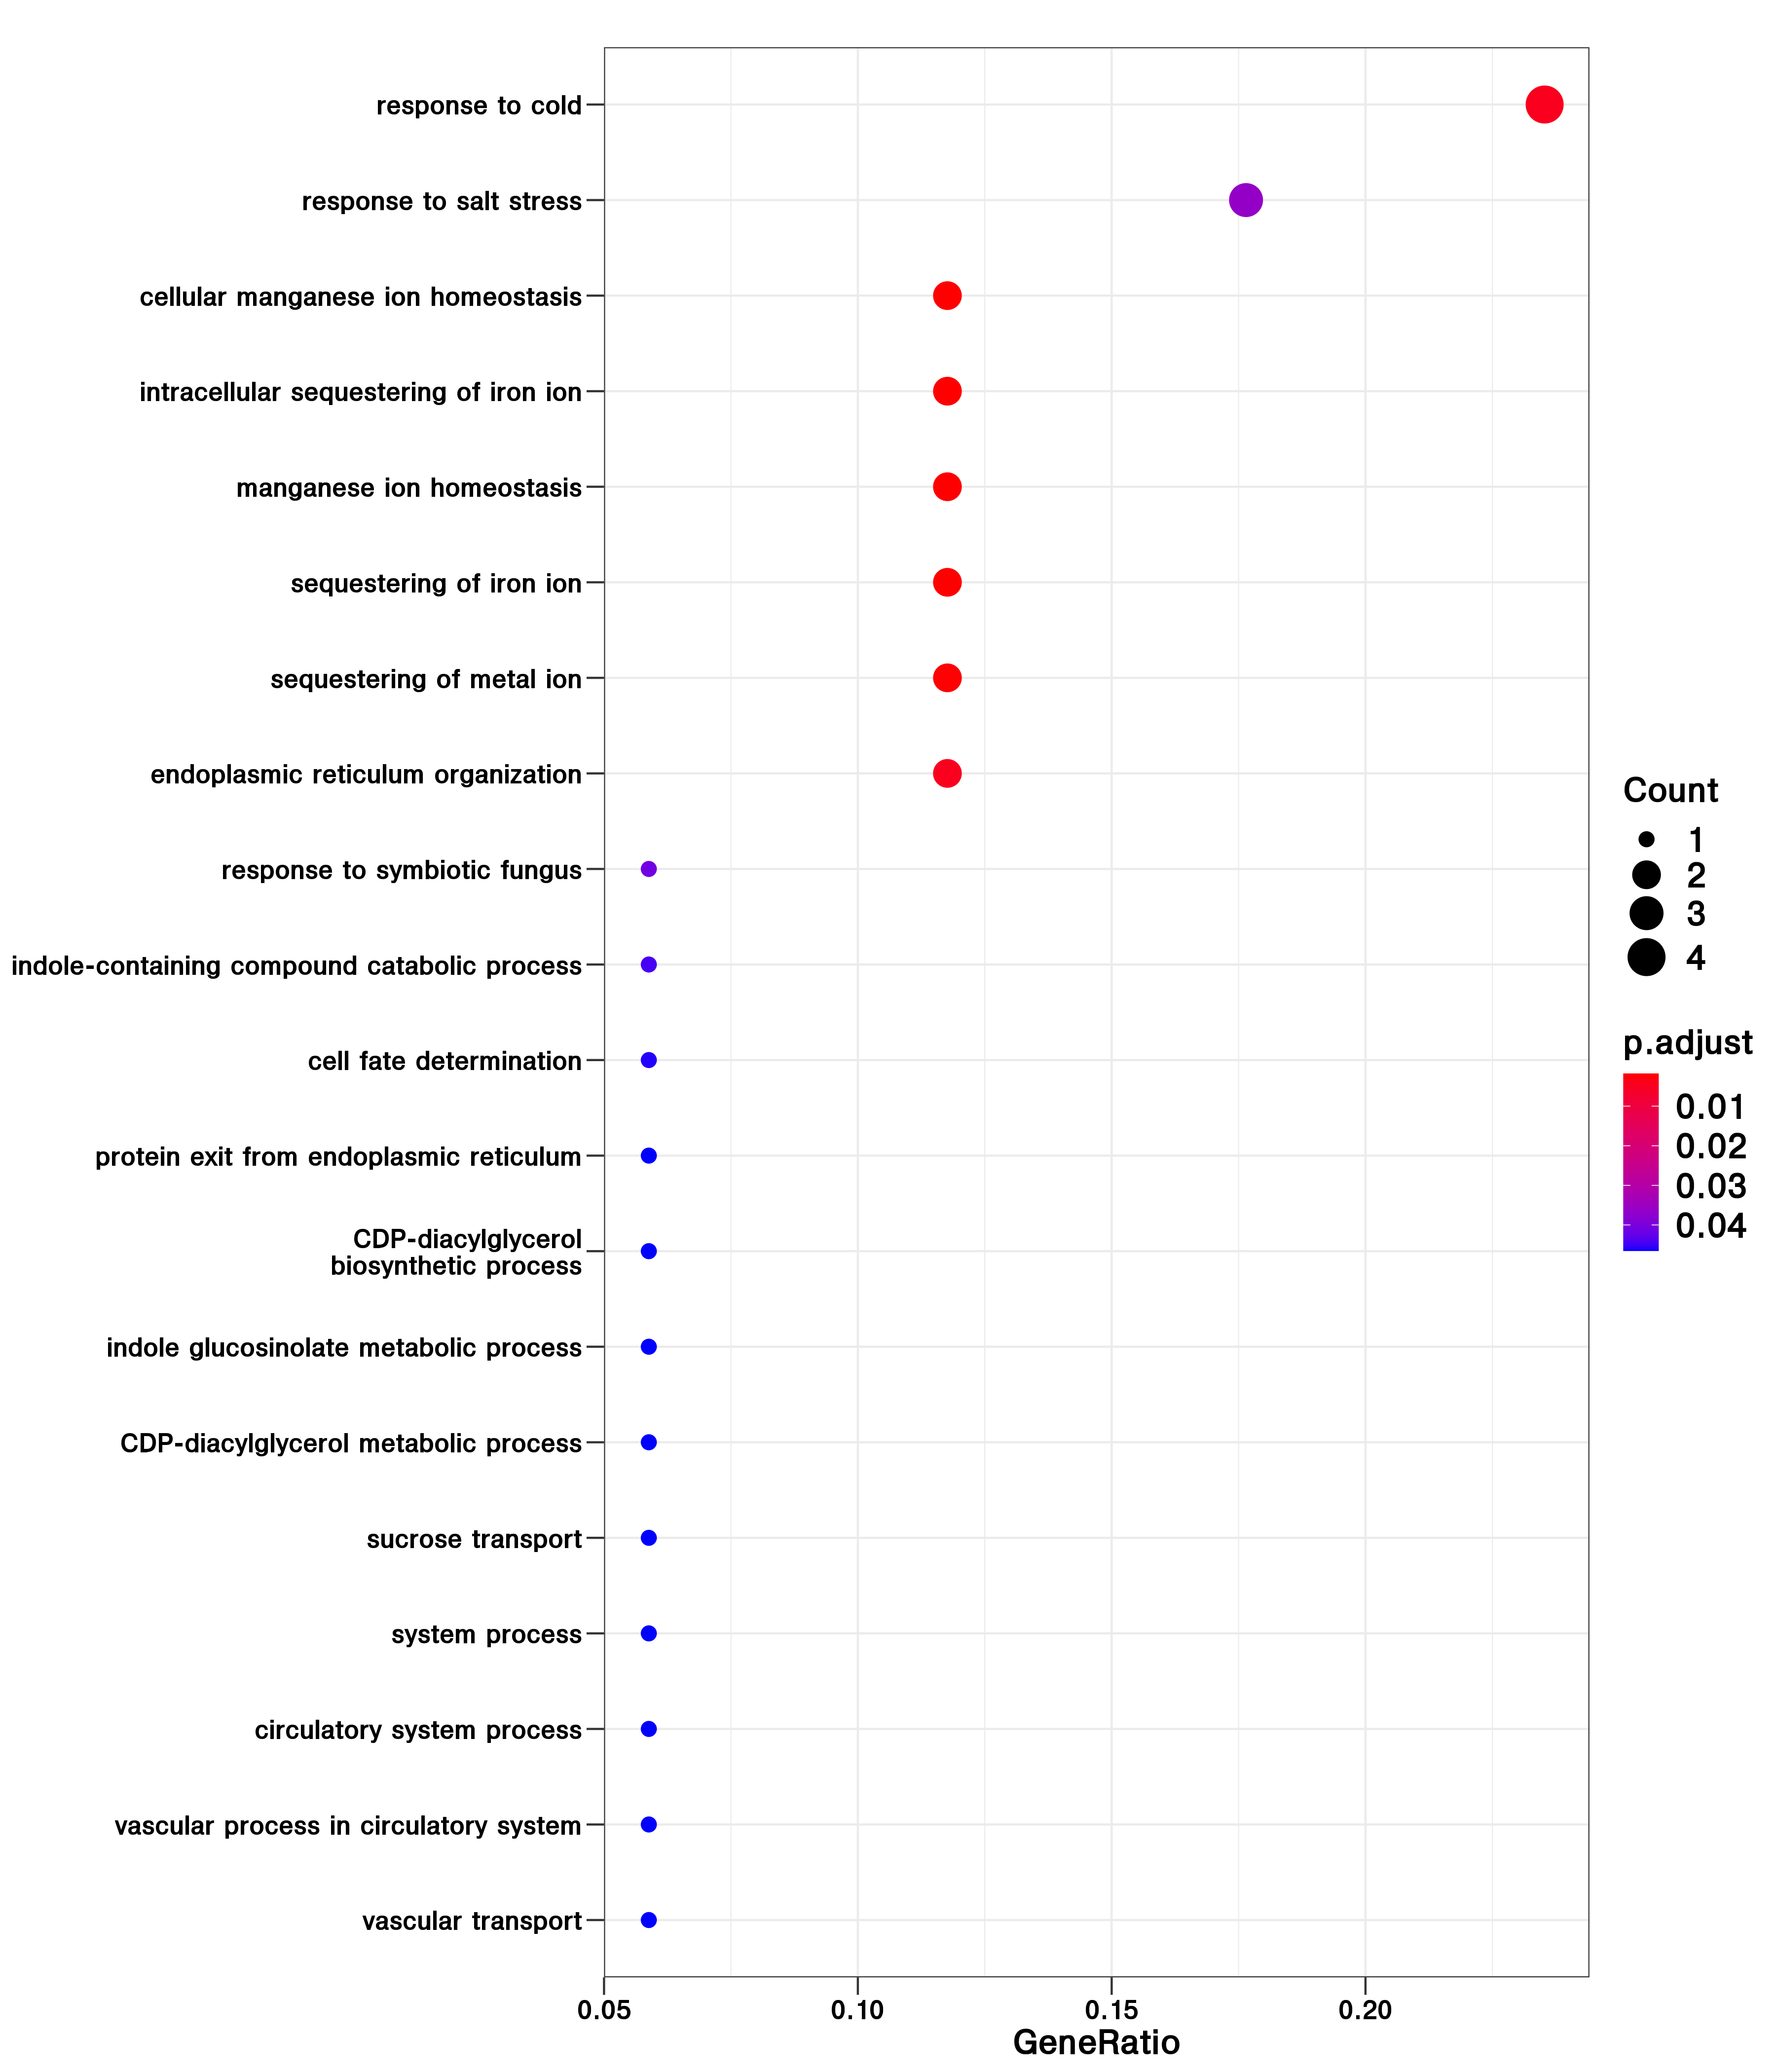 response to cold
response to salt stress
cellular manganese ion homeostasis
intracellular sequestering of iron ion
manganese ion homeostasis
sequestering of iron ion
sequestering of metal ion
endoplasmic reticulum organization
response to symbiotic fungus
indole-containing compound catabolic process
cell fate determination
protein exit from endoplasmic reticulum
CDP-diacylglycerol
biosynthetic process
indole glucosinolate metabolic process
CDP-diacylglycerol metabolic process
sucrose transport
system process
circulatory system process
vascular process in circulatory system
vascular transport
0.05 0.10 0.15 0.20
GeneRatio
Count
1
2
3
4
p.adjust
0.01
0.02
0.03
0.04